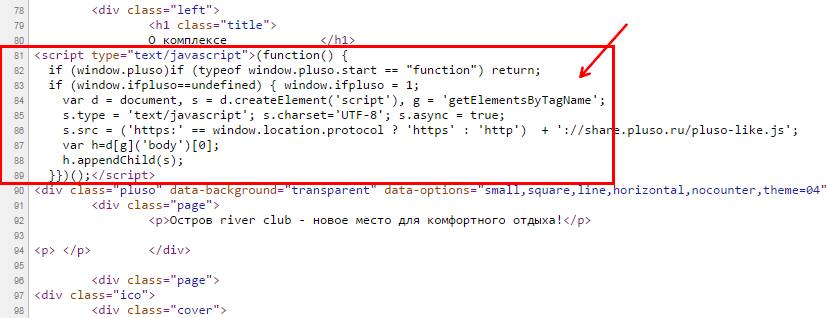 78 <div class="left">
79 <h1 class="title">
80 О комплексе </h1>
81 <script type="text/javascript">(function() {
82 if (window.pluso)if (typeof window.pluso.start == "function") return;
83 if (window.ifpluso==undefined) { window.ifpluso = 1;
84 var d = document, s = d.createElement('script'), g = 'getElementsByTagName';
85 s.type = 'text/javascript'; s.charset='UTF-8'; s.async = true;
86 s.src = ('https:' == window.location.protocol ? 'https' : 'http') + '://share.pluso.ru/pluso-like.js';
87 var h=d[g]('body')[0];
88 h.appendChild(s);
89 }})();</script>
90 <div class="pluso" data-background="transparent" data-options="small,square,line,horizontal,nocounter,theme=04"
91 <div class="page">
92 <p>Остров river club - новое место для комфортного отдыха!</p>
93
94 <p> </p> </div>
95
96 <div class="page">
97 <div class="ico">
98 <div class="cover">